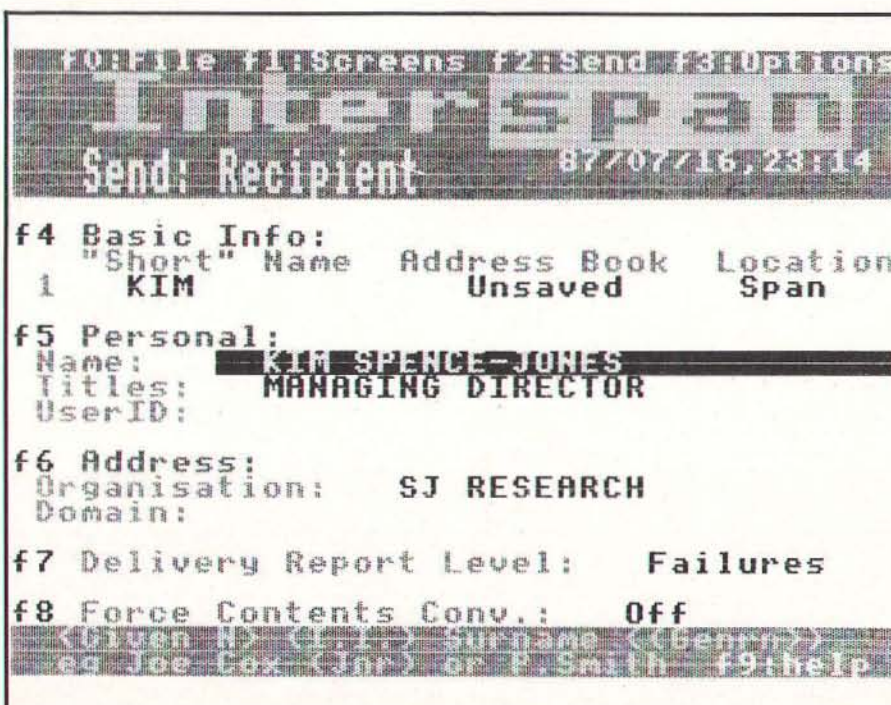 f0:File f1:Screens f2:Send f3:Options
Interspan
Send: Recipient 87/07/16,23:14
f4 Basic Info:
"Short" Name Address Book Location
1 KIM Unsaved Span
f5 Personal:
Name: KIM SPENCE-JONES
Titles: MANAGING DIRECTOR
UserID:
f6 Address:
Organisation: SJ RESEARCH
Domain:
f7 Delivery Report Level: Failures
f8 Force Contents Conv.: Off
<Given N> <I.I.> Surname <(Genrn)>
eg Joe Cox (Jnr) or P.Smith f9:help